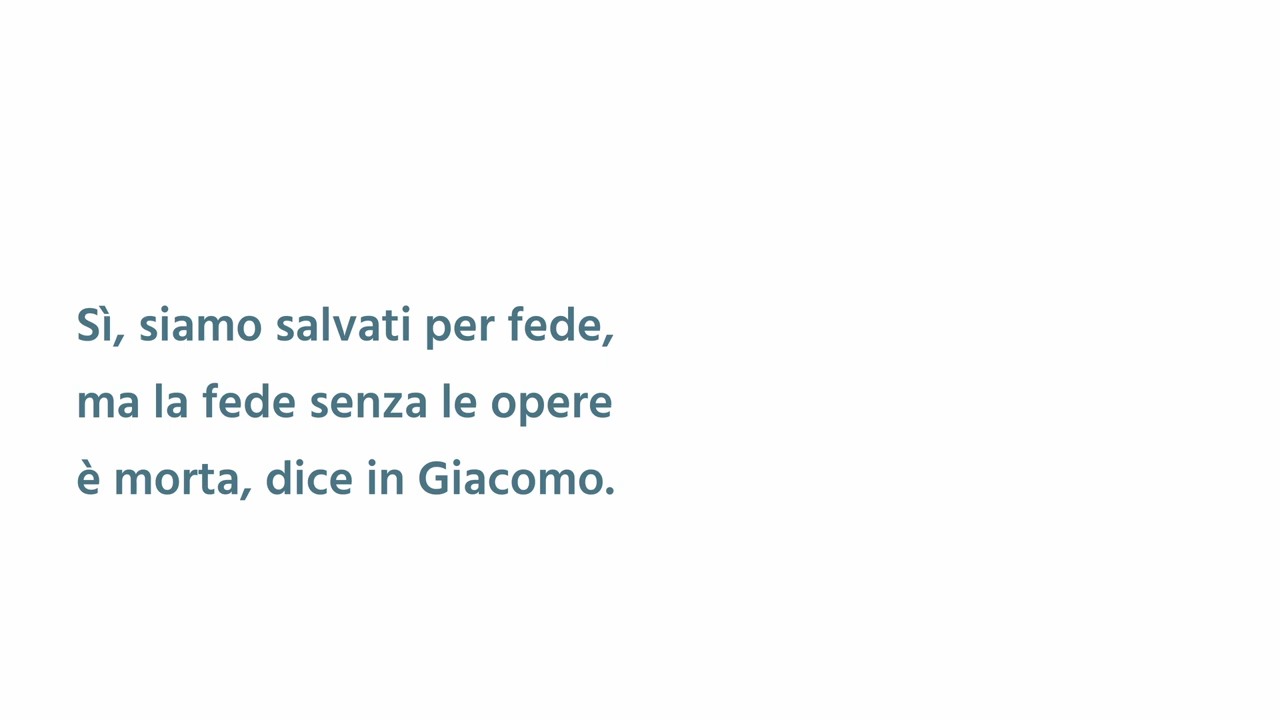 Sì, siamo salvati per fede,
ma la fede senza le opere
è morta, dice in Giacomo.